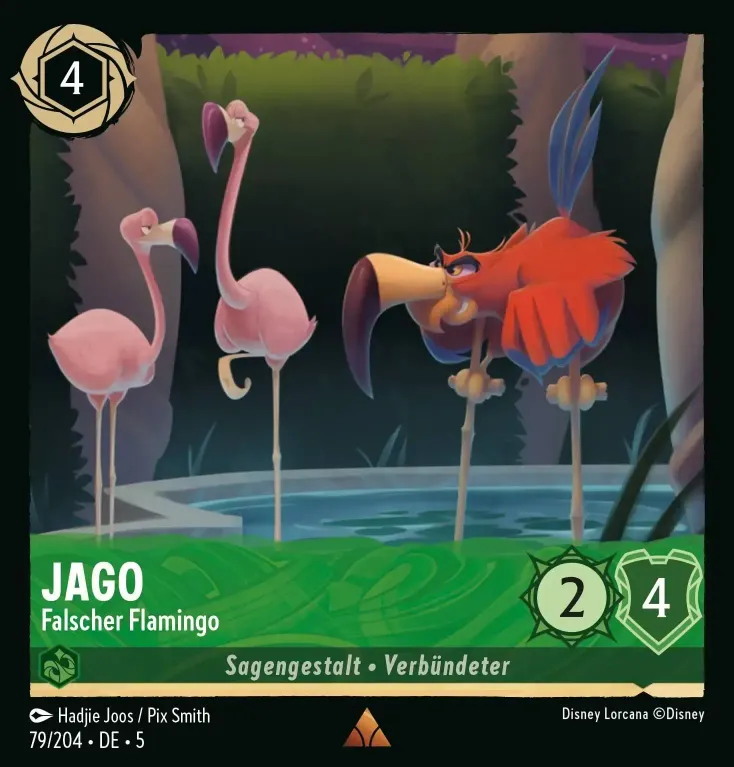 4
JAGO
Falscher Flamingo
2
4
Sagengestalt • Verbündeter
Hadjie Joos / Pix Smith
Disney Lorcana ©Disney
79/204 • DE • 5